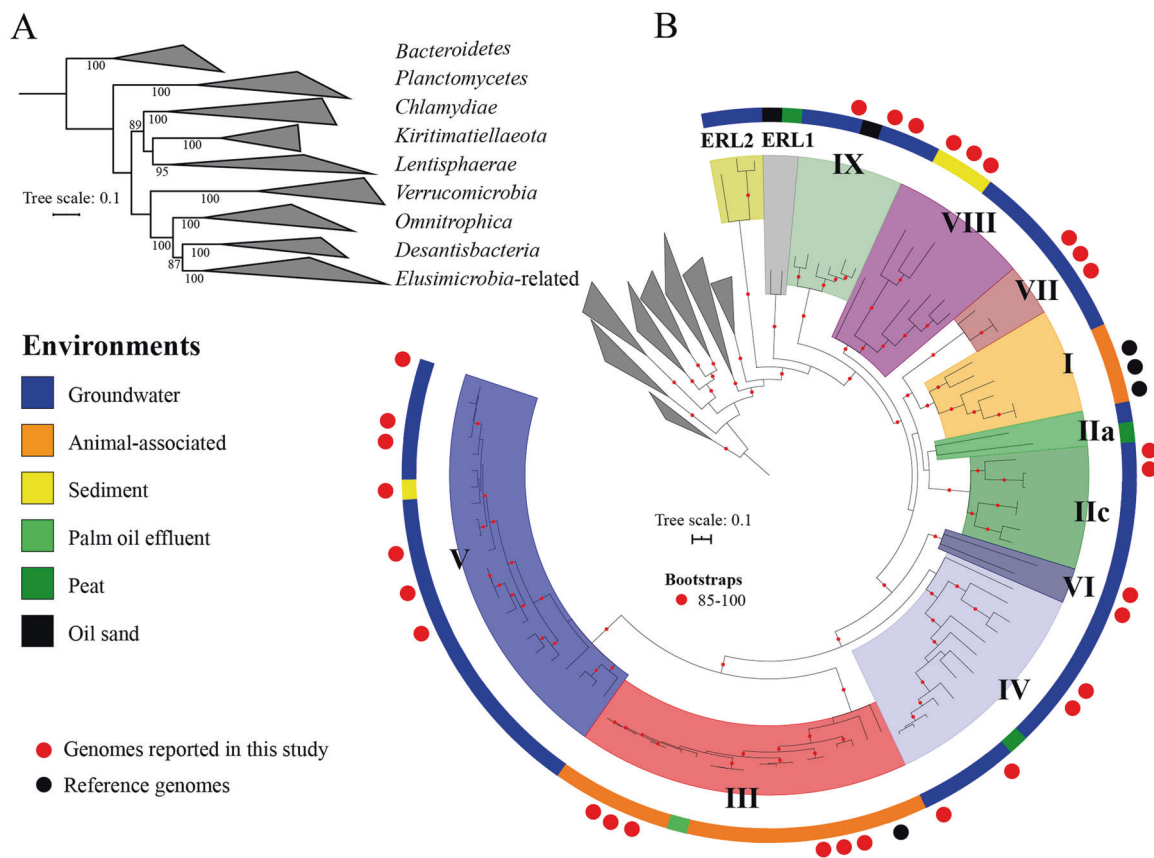 A
Bacteroidetes
100
Planctomycetes
100
Chlamydiae
89
100
Kiritimatiellaeota
100
Lentisphaerae
95
Tree scale: 0.1
Verrucomicrobia
100
Omnitrophica
100
Desantisbacteria
100
100
87
Elusimicrobia-related
100
Environments
Groundwater
Animal-associated
Sediment
Palm oil effluent
Peat
Oil sand
Genomes reported in this study
Reference genomes
B
ERL2
ERL1
IX
VIII
VII
I
IIa
IIc
VI
IV
III
V
Tree scale: 0.1
Bootstraps
85-100